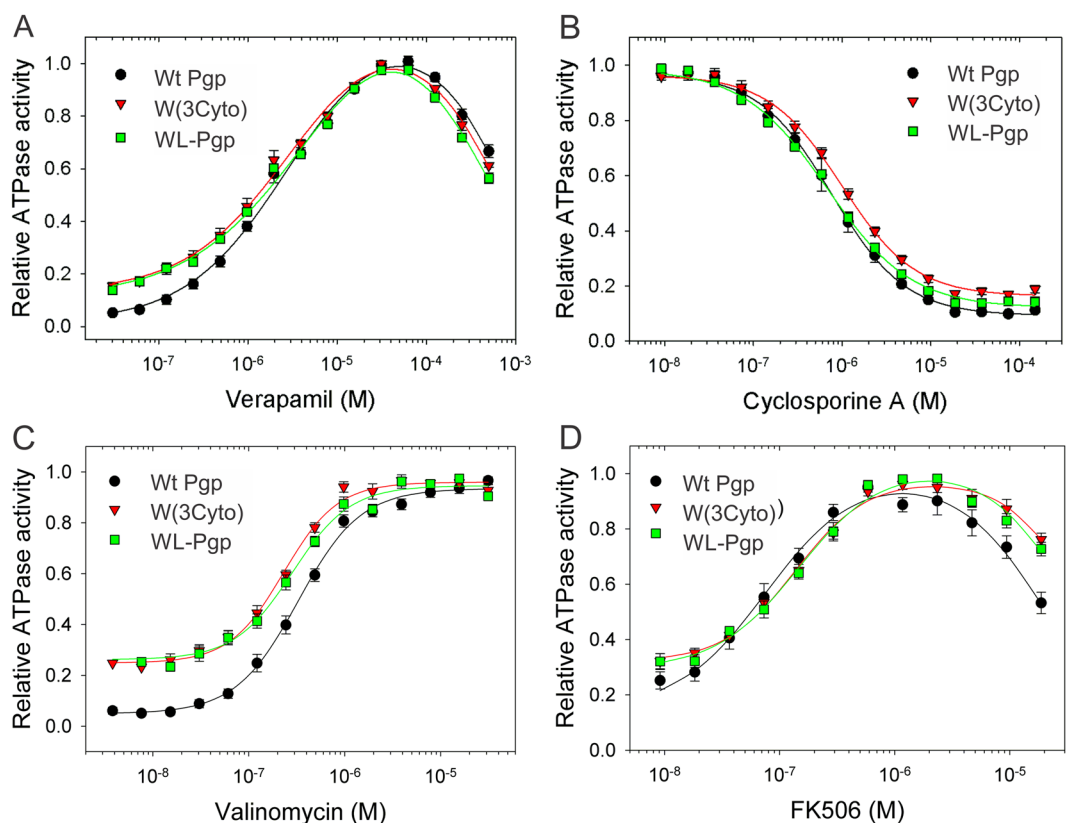 A
Wt Pgp
W(3Cyto)
WL-Pgp
Relative ATPase activity
1.0
0.8
0.6
0.4
0.2
0.0
10⁻⁷
10⁻⁶
10⁻⁵
10⁻⁴
10⁻³
Verapamil (M)
B
Wt Pgp
W(3Cyto)
WL-Pgp
Relative ATPase activity
1.0
0.8
0.6
0.4
0.2
0.0
10⁻⁸
10⁻⁷
10⁻⁶
10⁻⁵
10⁻⁴
Cyclosporine A (M)
C
Wt Pgp
W(3Cyto)
WL-Pgp
Relative ATPase activity
1.0
0.8
0.6
0.4
0.2
0.0
10⁻⁸
10⁻⁷
10⁻⁶
10⁻⁵
Valinomycin (M)
D
Wt Pgp
W(3Cyto))
WL-Pgp
Relative ATPase activity
1.0
0.8
0.6
0.4
0.2
0.0
10⁻⁸
10⁻⁷
10⁻⁶
10⁻⁵
FK506 (M)